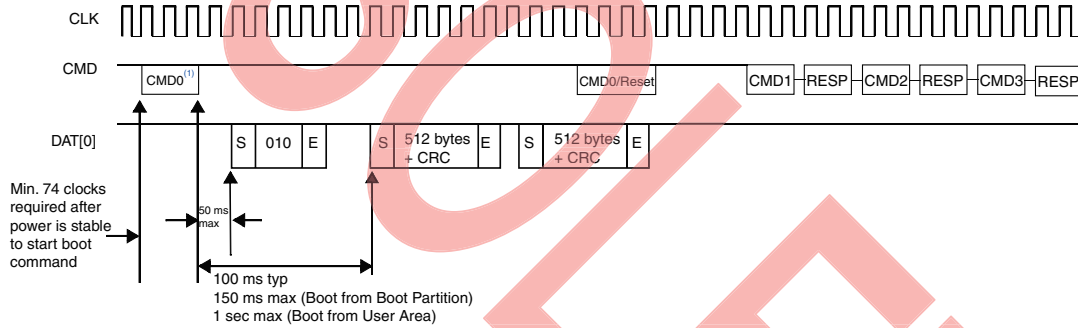 CLK
CMD
CMD0(1)
CMD0/Reset
CMD1
RESP
CMD2
RESP
CMD3
RESP
DAT[0]
S
010
E
S
512 bytes
+ CRC
E
S
512 bytes
+ CRC
E
Min. 74 clocks
required after
power is stable
to start boot
command
50 ms
max
100 ms typ
150 ms max (Boot from Boot Partition)
1 sec max (Boot from User Area)